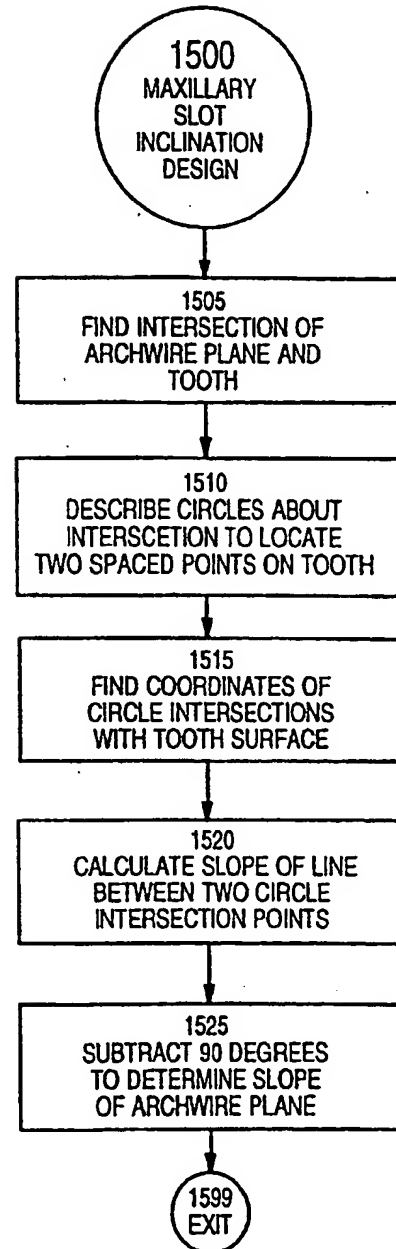 1500
MAXILLARY
SLOT
INCLINATION
DESIGN
1505
FIND INTERSECTION OF
ARCHWIRE PLANE AND
TOOTH
1510
DESCRIBE CIRCLES ABOUT
INTERSCETION TO LOCATE
TWO SPACED POINTS ON TOOTH
1515
FIND COORDINATES OF
CIRCLE INTERSECTIONS
WITH TOOTH SURFACE
1520
CALCULATE SLOPE OF LINE
BETWEEN TWO CIRCLE
INTERSECTION POINTS
1525
SUBTRACT 90 DEGREES
TO DETERMINE SLOPE
OF ARCHWIRE PLANE
1599
EXIT